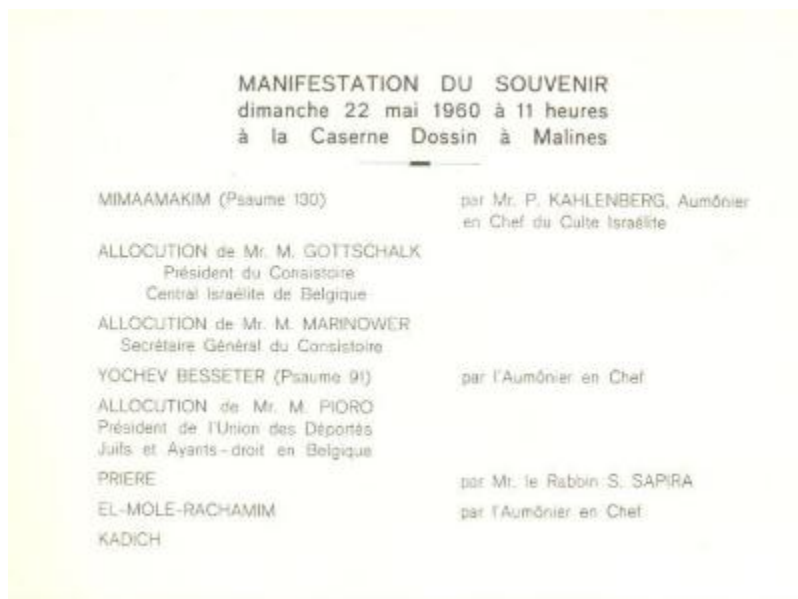 MANIFESTATION DU SOUVENIR
dimanche 22 mai 1960 à 11 heures
à la Caserne Dossin à Malines
MIMAAMAKIM (Psaume 130) par Mr. P. KAHLENBERG, Aumônier
en Chef du Culte Israëlite
ALLOCUTION de Mr. M. GOTTSCHALK
Président du Consistoire
Central Israëlite de Belgique
ALLOCUTION de Mr. M. MARINOWER
Secrétaire Général du Consistoire
YOCHEV BESSETER (Psaume 91) par l'Aumônier en Chef
ALLOCUTION de Mr. M. PIORO
Président de l'Union des Déportés
Juifs et Ayants-droit en Belgique
PRIERE par Mr. le Rabbin S. SAPIRA
EL-MOLE-RACHAMIM par l'Aumônier en Chef
KADICH